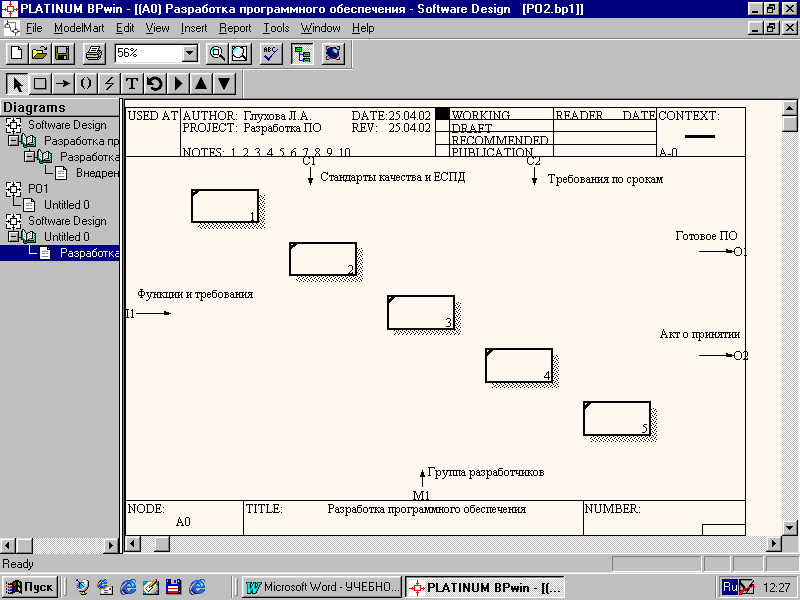 PLATINUM BPwin - [(A0) Разработка программного обеспечения - Software Design [PO2.bp1]]
File ModelMart Edit View Insert Report Tools Window Help
56%
ABC
T
Diagrams
Software Design
Разработка пр
Разработка
Внедрен
PO1
Untitled 0
Software Design
Untitled 0
Разработка
USED AT AUTHOR: Глухова Л.А. DATE:25.04.02 WORKING READER DATE CONTEXT:
PROJECT: Разработка ПО REV: 25.04.02 DRAFT
RECOMMENDED
NOTES: 1 2 3 4 5 6 7 8 9 10 PUBLICATION A-0
C1 C2
Стандарты качества и ЕСПД Требования по срокам
1
Готовое ПО
O1
2
Функции и требования
I1
3
Акт о принятии
O2
4
5
Группа разработчиков
M1
NODE: TITLE: Разработка программного обеспечения NUMBER:
A0
Ready
Пуск Microsoft Word - УЧЕБНО... PLATINUM BPwin - [(... Ru 12:27